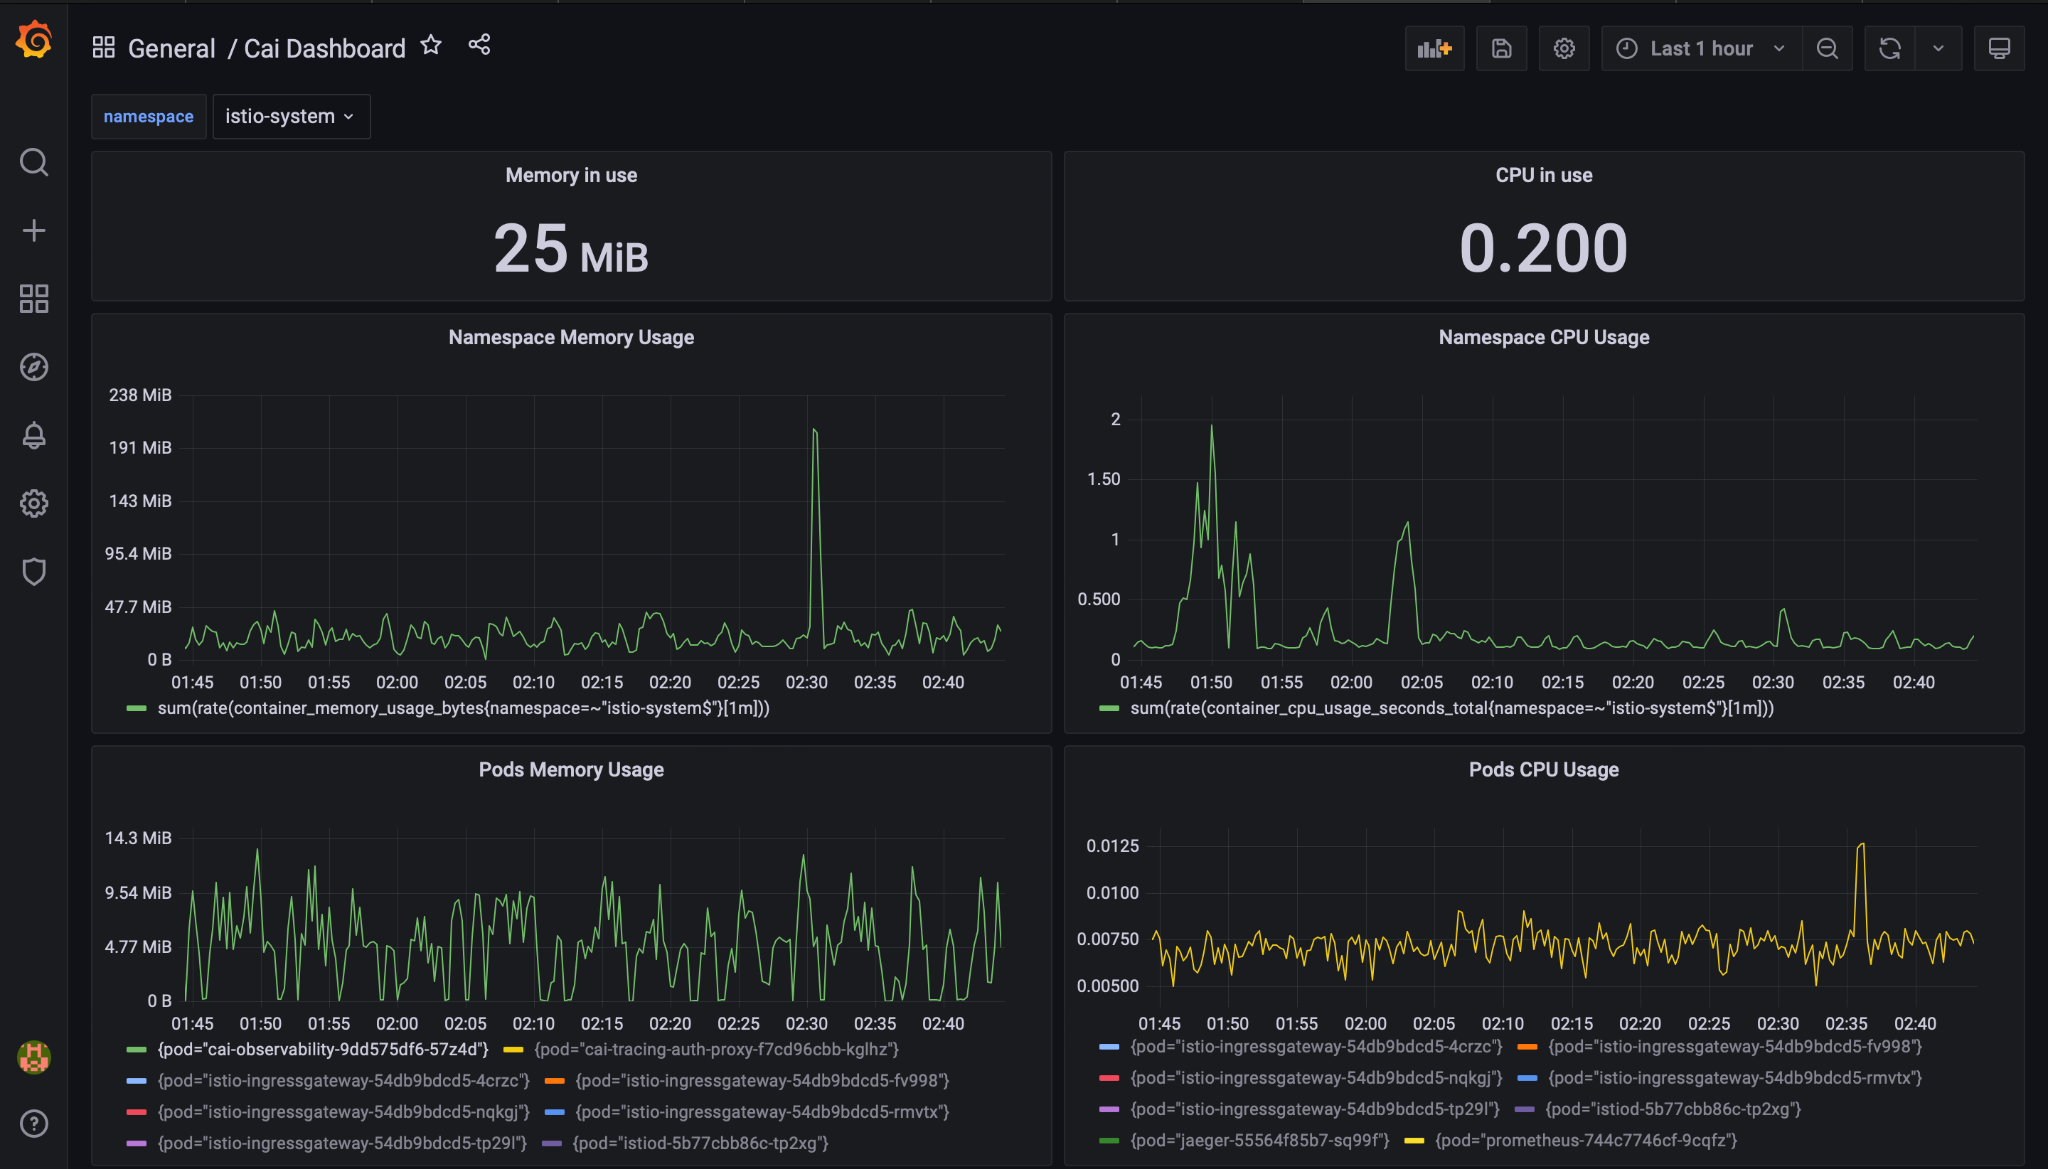 General / Cai Dashboard
Last 1 hour
namespace istio-system
Memory in use
25 MiB
CPU in use
0.200
Namespace Memory Usage
238 MiB
191 MiB
143 MiB
95.4 MiB
47.7 MiB
0 B
01:45 01:50 01:55 02:00 02:05 02:10 02:15 02:20 02:25 02:30 02:35 02:40
sum(rate(container_memory_usage_bytes{namespace=~"istio-system$"}[1m]))
Namespace CPU Usage
2
1.50
1
0.500
0
01:45 01:50 01:55 02:00 02:05 02:10 02:15 02:20 02:25 02:30 02:35 02:40
sum(rate(container_cpu_usage_seconds_total{namespace=~"istio-system$"}[1m]))
Pods Memory Usage
14.3 MiB
9.54 MiB
4.77 MiB
0 B
01:45 01:50 01:55 02:00 02:05 02:10 02:15 02:20 02:25 02:30 02:35 02:40
{pod="cai-observability-9dd575df6-57z4d"} {pod="cai-tracing-auth-proxy-f7cd96cbb-kglhz"}
{pod="istio-ingressgateway-54db9bdcd5-4crzc"} {pod="istio-ingressgateway-54db9bdcd5-fv998"}
{pod="istio-ingressgateway-54db9bdcd5-nqkgj"} {pod="istio-ingressgateway-54db9bdcd5-rmvtx"}
{pod="istio-ingressgateway-54db9bdcd5-tp29l"} {pod="istiod-5b77cbb86c-tp2xg"}
Pods CPU Usage
0.0125
0.0100
0.00750
0.00500
01:45 01:50 01:55 02:00 02:05 02:10 02:15 02:20 02:25 02:30 02:35 02:40
{pod="istio-ingressgateway-54db9bdcd5-4crzc"} {pod="istio-ingressgateway-54db9bdcd5-fv998"}
{pod="istio-ingressgateway-54db9bdcd5-nqkgj"} {pod="istio-ingressgateway-54db9bdcd5-rmvtx"}
{pod="istio-ingressgateway-54db9bdcd5-tp29l"} {pod="istiod-5b77cbb86c-tp2xg"}
{pod="jaeger-55564f85b7-sq99f"} {pod="prometheus-744c7746cf-9cqfz"}